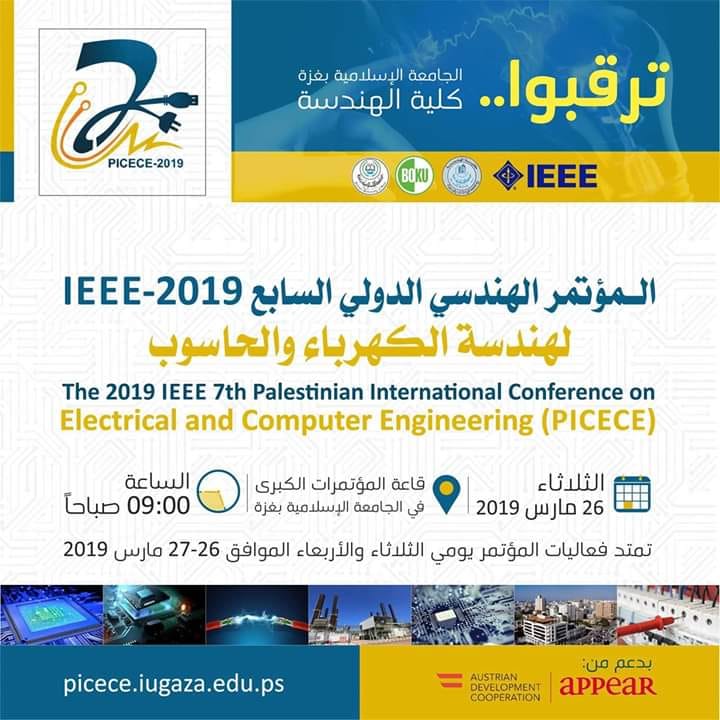 ترقبوا..
الجامعة الإسلامية بغزة
كلية الهندسة
PICECE-2019
BOKU
IEEE
الـمؤتمر الهندسي الدولي السابع IEEE-2019
لهندسة الكهرباء والحاسوب
The 2019 IEEE 7th Palestinian International Conference on
Electrical and Computer Engineering (PICECE)
الثلاثاء
26 مارس 2019
قاعة المؤتمرات الكبرى
في الجامعة الإسلامية بغزة
الساعة
09:00 صباحاً
تمتد فعاليات المؤتمر يومي الثلاثاء والأربعاء الموافق 26-27 مارس 2019
picece.iugaza.edu.ps
بدعم من:
AUSTRIAN
DEVELOPMENT
COOPERATION
appear